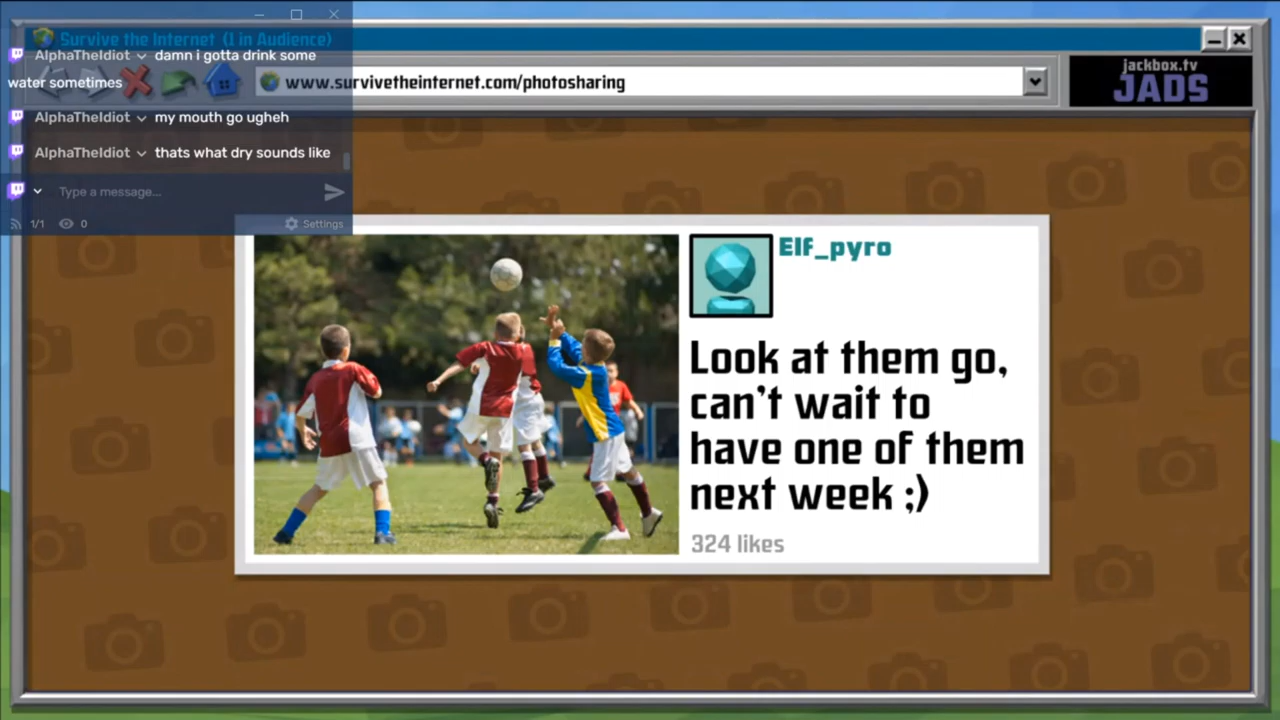 Survive the Internet (1 in Audience)
AlphaTheIdiot damn i gotta drink some
water sometimes
www.survivetheinternet.com/photosharing
jackbox.tv
JADS
AlphaTheIdiot my mouth go ugheh
AlphaTheIdiot thats what dry sounds like
Type a message...
1/1 0
Settings
Elf_pyro
Look at them go,
can't wait to
have one of them
next week ;)
324 likes